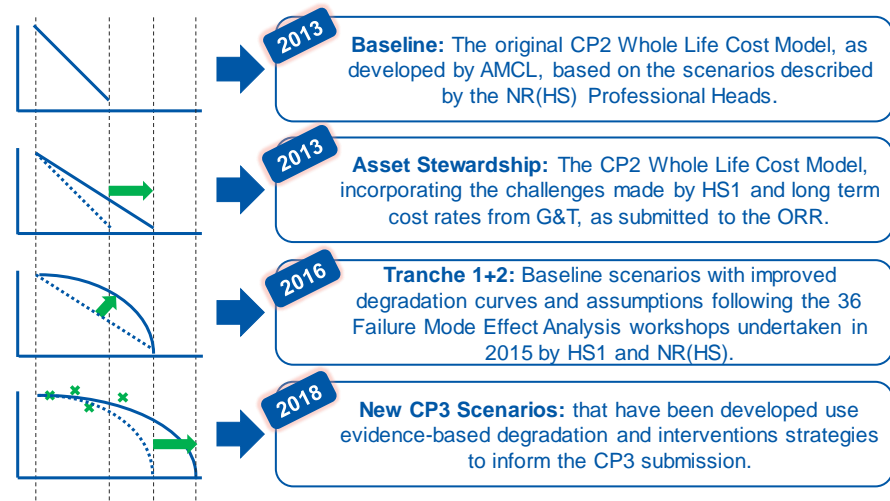 2013
Baseline: The original CP2 Whole Life Cost Model, as
developed by AMCL, based on the scenarios described
by the NR(HS) Professional Heads.
2013
Asset Stewardship: The CP2 Whole Life Cost Model,
incorporating the challenges made by HS1 and long term
cost rates from G&T, as submitted to the ORR.
2016
Tranche 1+2: Baseline scenarios with improved
degradation curves and assumptions following the 36
Failure Mode Effect Analysis workshops undertaken in
2015 by HS1 and NR(HS).
2018
New CP3 Scenarios: that have been developed use
evidence-based degradation and interventions strategies
to inform the CP3 submission.